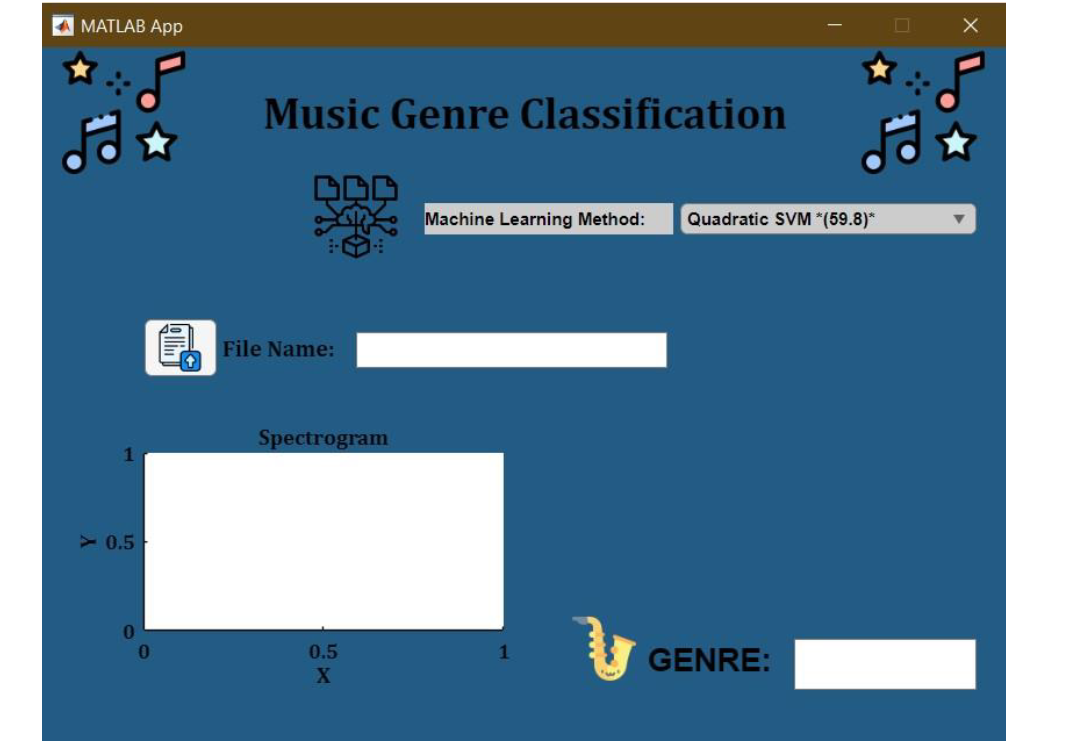 MATLAB App
Music Genre Classification
Machine Learning Method: Quadratic SVM *(59.8)*
File Name:
Spectrogram
1
Y 0.5
0
0 0.5 1
X
GENRE: